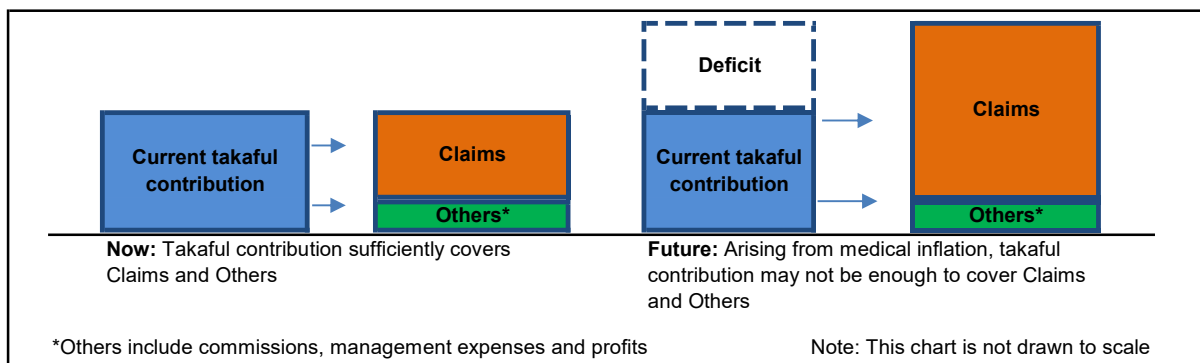 Current takaful
contribution
Claims
Others*
Now: Takaful contribution sufficiently covers
Claims and Others
Deficit
Current takaful
contribution
Claims
Others*
Future: Arising from medical inflation, takaful
contribution may not be enough to cover Claims
and Others
*Others include commissions, management expenses and profits
Note: This chart is not drawn to scale